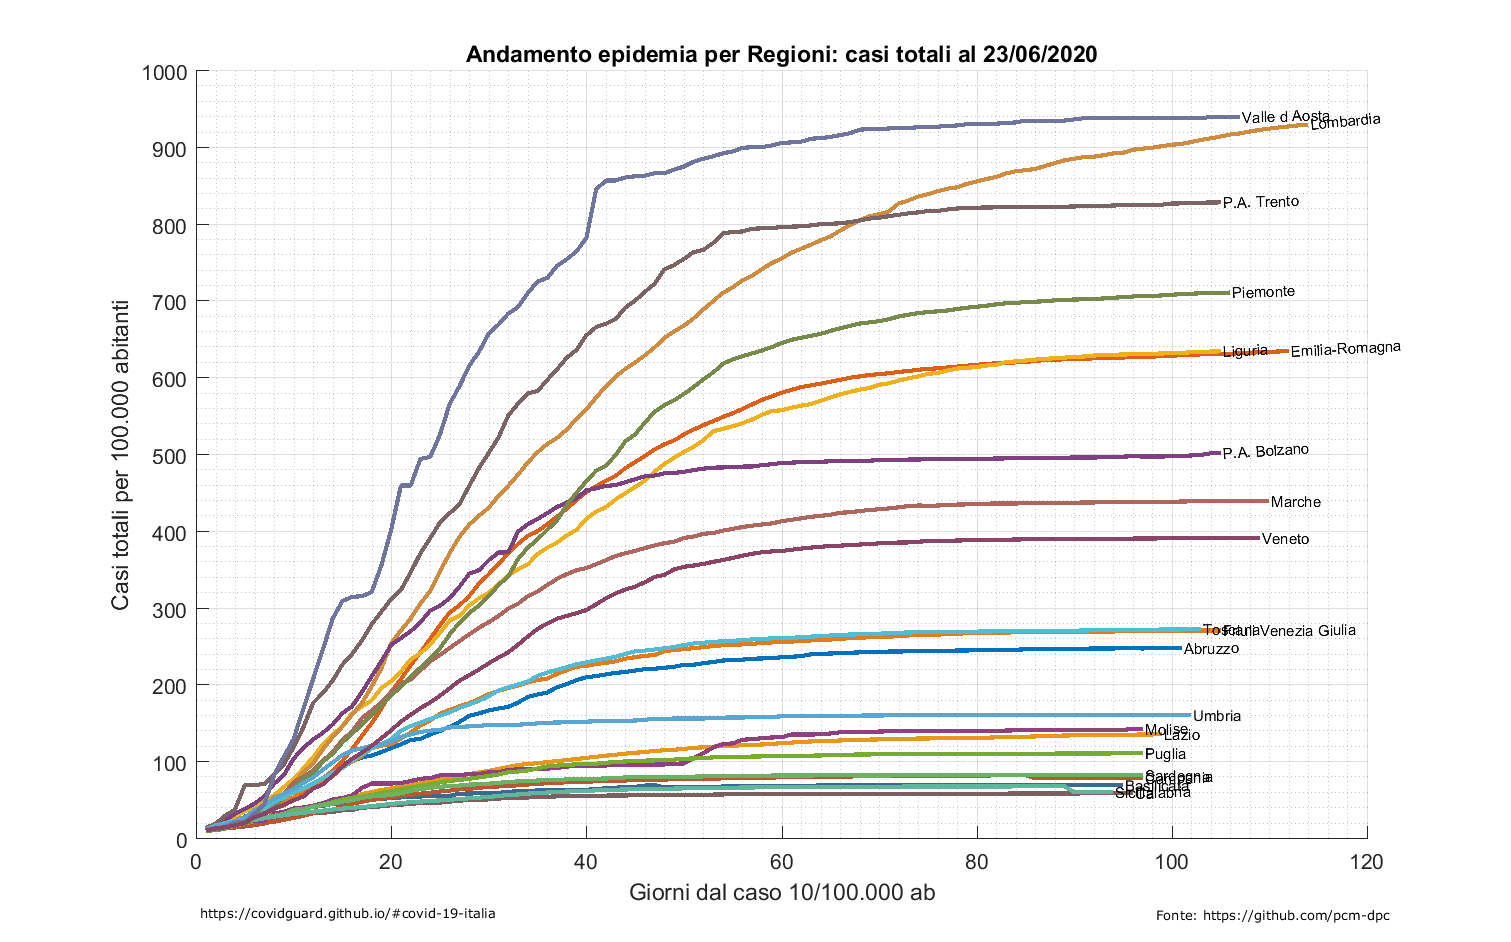 Andamento epidemia per Regioni: casi totali al 23/06/2020
1000
900
800
700
600
500
400
300
200
100
0
Casi totali per 100.000 abitanti
Valle d Aosta
Lombardia
P.A. Trento
Piemonte
Liguria
Emilia-Romagna
P.A. Bolzano
Marche
Veneto
Toscana
Friuli Venezia Giulia
Abruzzo
Umbria
Molise
Lazio
Puglia
Sardegna
Campania
Basilicata
Sicilia
Calabria
0 20 40 60 80 100 120
Giorni dal caso 10/100.000 ab
https://covidguard.github.io/#covid-19-italia
Fonte: https://github.com/pcm-dpc